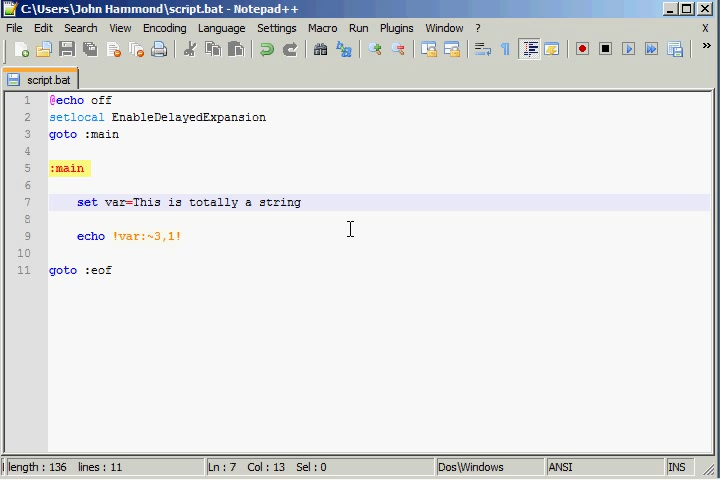 C:\Users\John Hammond\script.bat - Notepad++
File Edit Search View Encoding Language Settings Macro Run Plugins Window ? X
script.bat
1 @echo off
2 setlocal EnableDelayedExpansion
3 goto :main
4
5 :main
6
7 set var=This is totally a string
8
9 echo !var:~3,1!
10
11 goto :eof
length : 136 lines : 11 Ln : 7 Col : 13 Sel : 0 Dos\Windows ANSI INS